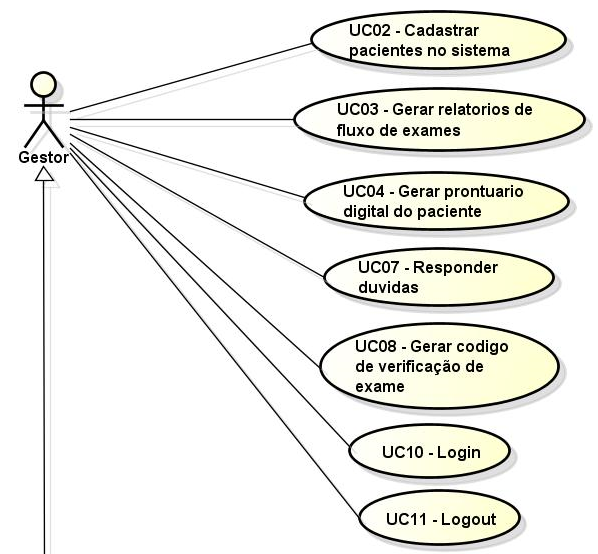 UC02 - Cadastrar
pacientes no sistema
UC03 - Gerar relatorios de
fluxo de exames
Gestor
UC04 - Gerar prontuario
digital do paciente
UC07 - Responder
duvidas
UC08 - Gerar codigo
de verificação de
exame
UC10 - Login
UC11 - Logout